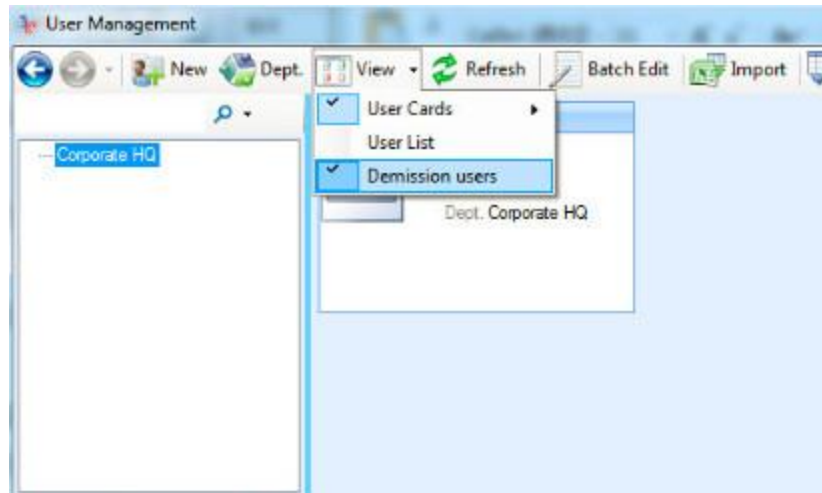 User Management
New Dept. View Refresh Batch Edit Import
User Cards
User List
Corporate HQ
Demission users
Dept. Corporate HQ